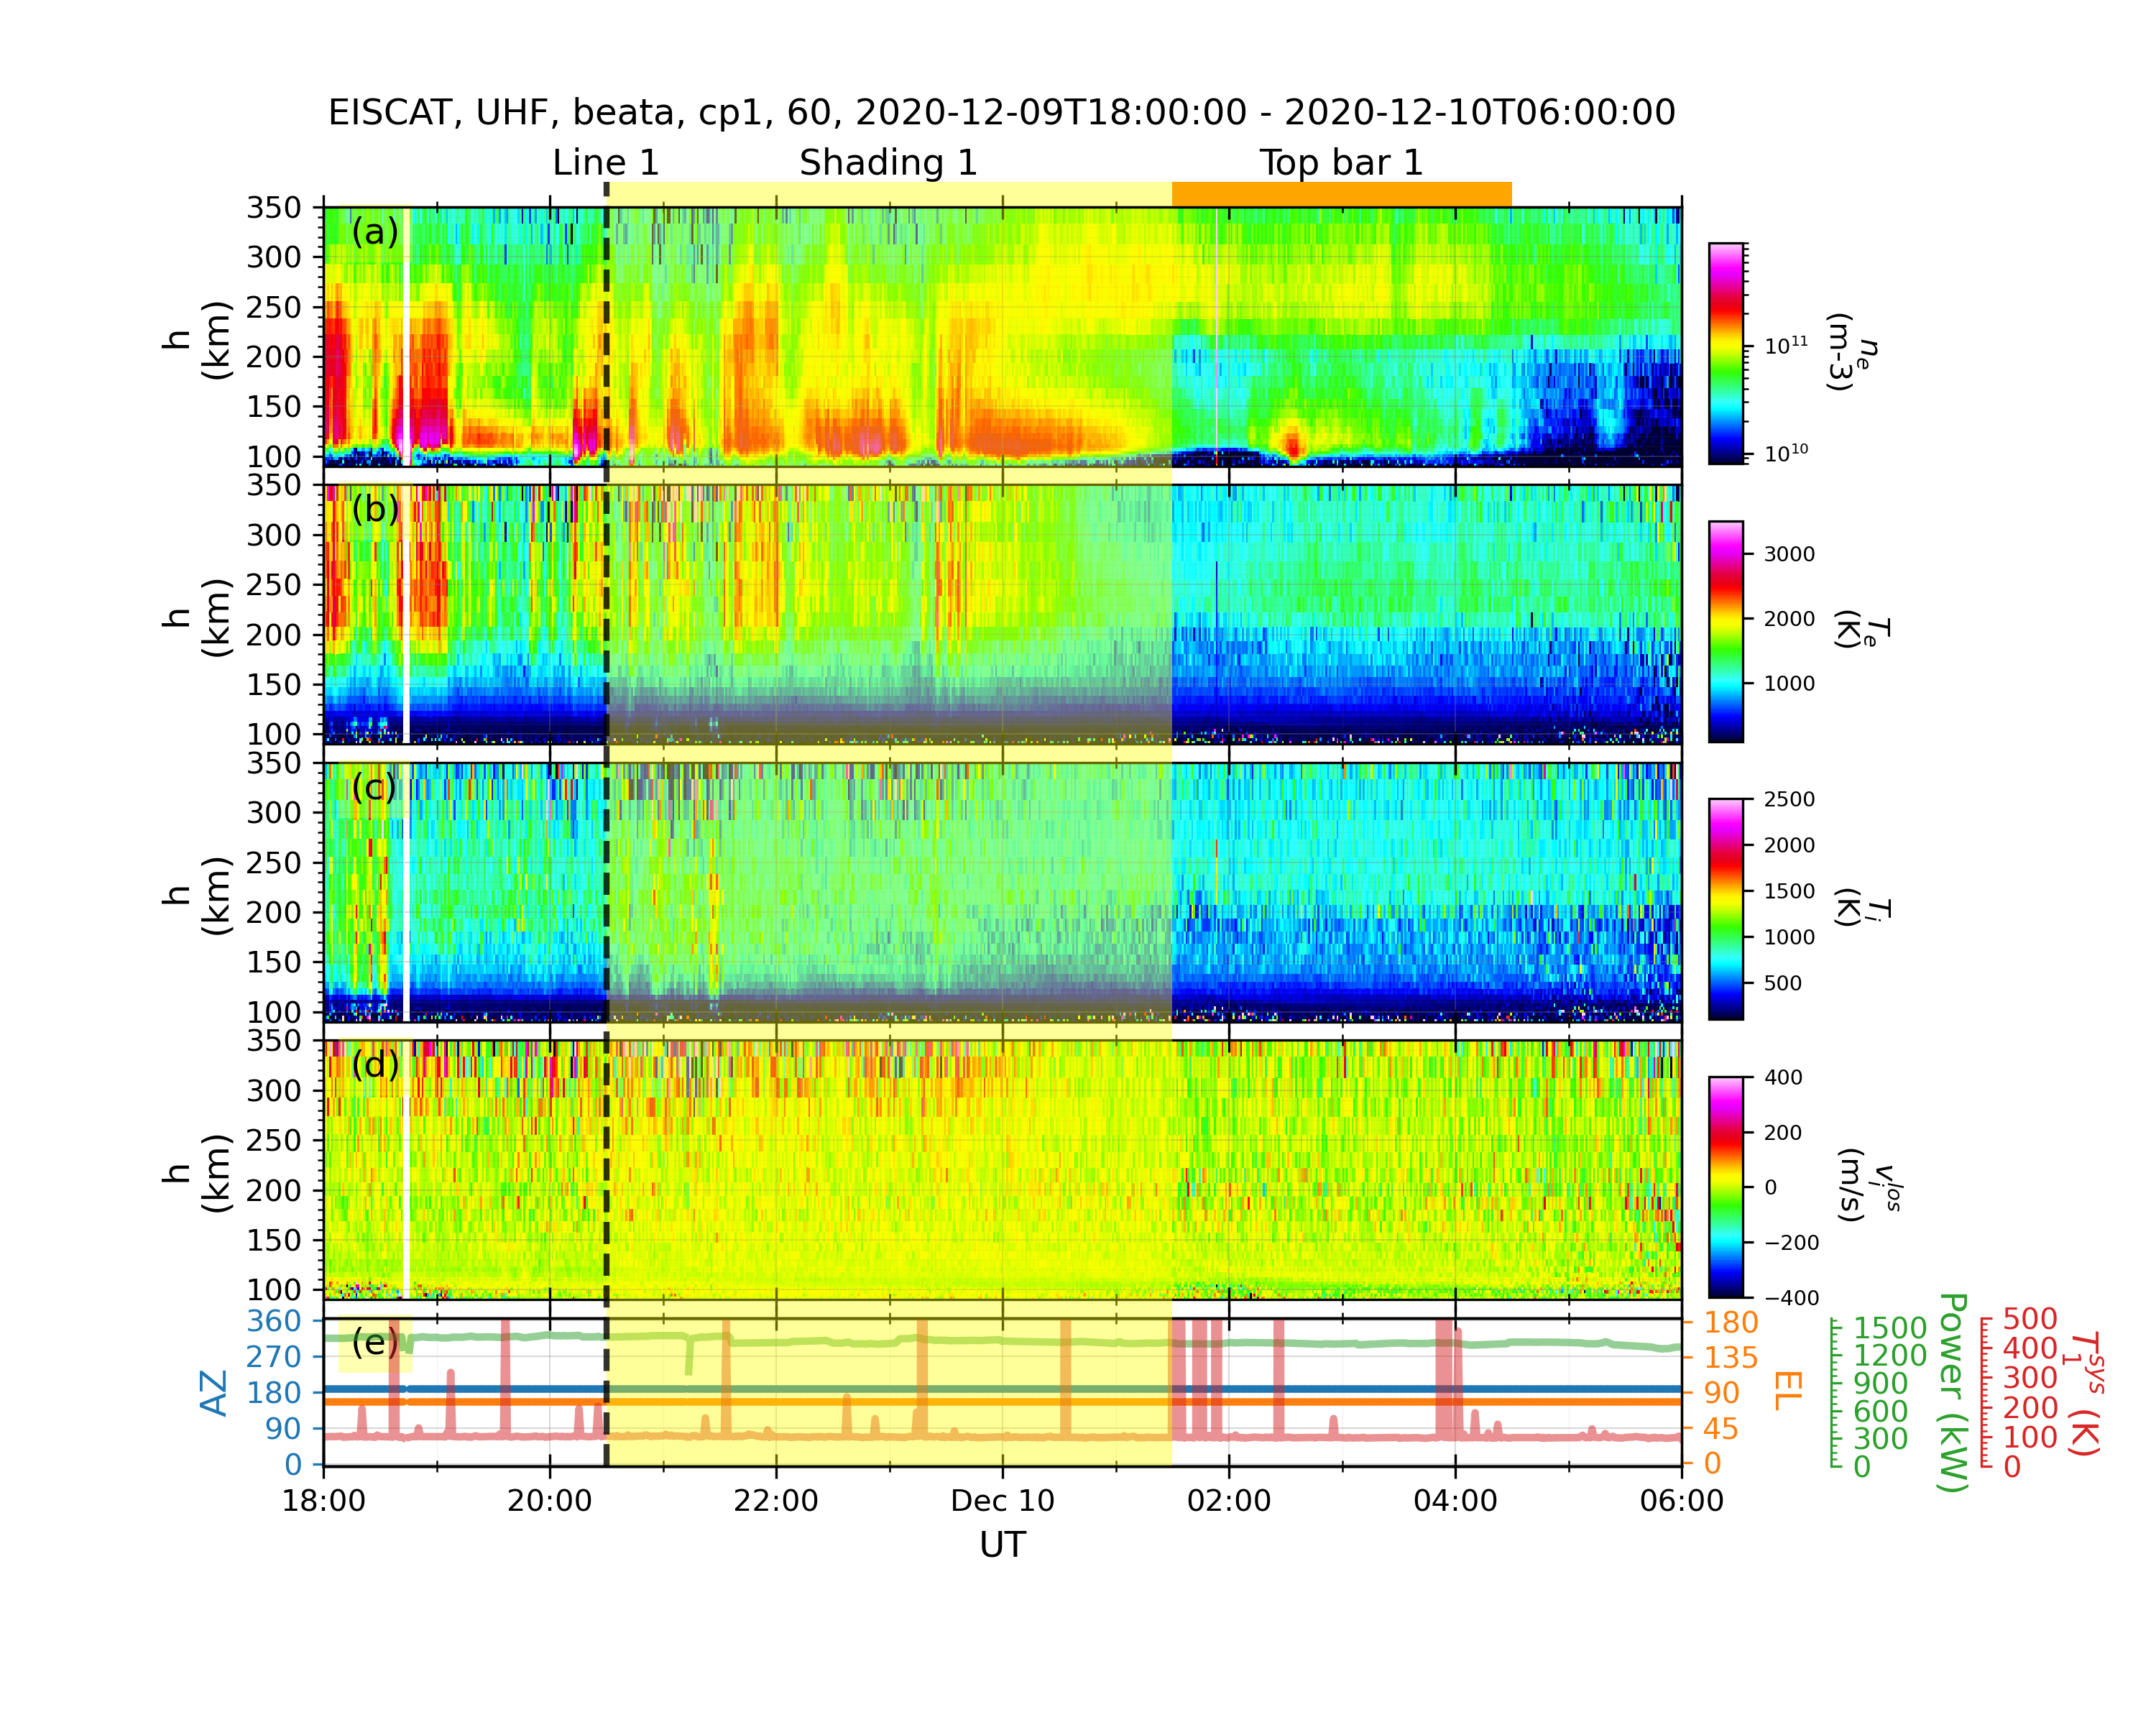 EISCAT, UHF, beata, cp1, 60, 2020-12-09T18:00:00 - 2020-12-10T06:00:00
Line 1 Shading 1 Top bar 1
(a)
350
300
250
200
150
100
h
(km)
10¹¹
10¹⁰
nₑ
(m-3)
(b)
350
300
250
200
150
100
h
(km)
3000
2000
1000
Tₑ
(K)
(c)
350
300
250
200
150
100
h
(km)
2500
2000
1500
1000
500
Tᵢ
(K)
(d)
350
300
250
200
150
100
h
(km)
400
200
0
−200
−400
vᵢˡᵒˢ
(m/s)
(e)
360
270
180
90
0
AZ
180
135
90
45
0
EL
1500
1200
900
600
300
0
Power (kW)
500
400
300
200
100
0
T₁ˢʸˢ (K)
18:00 20:00 22:00 Dec 10 02:00 04:00 06:00
UT